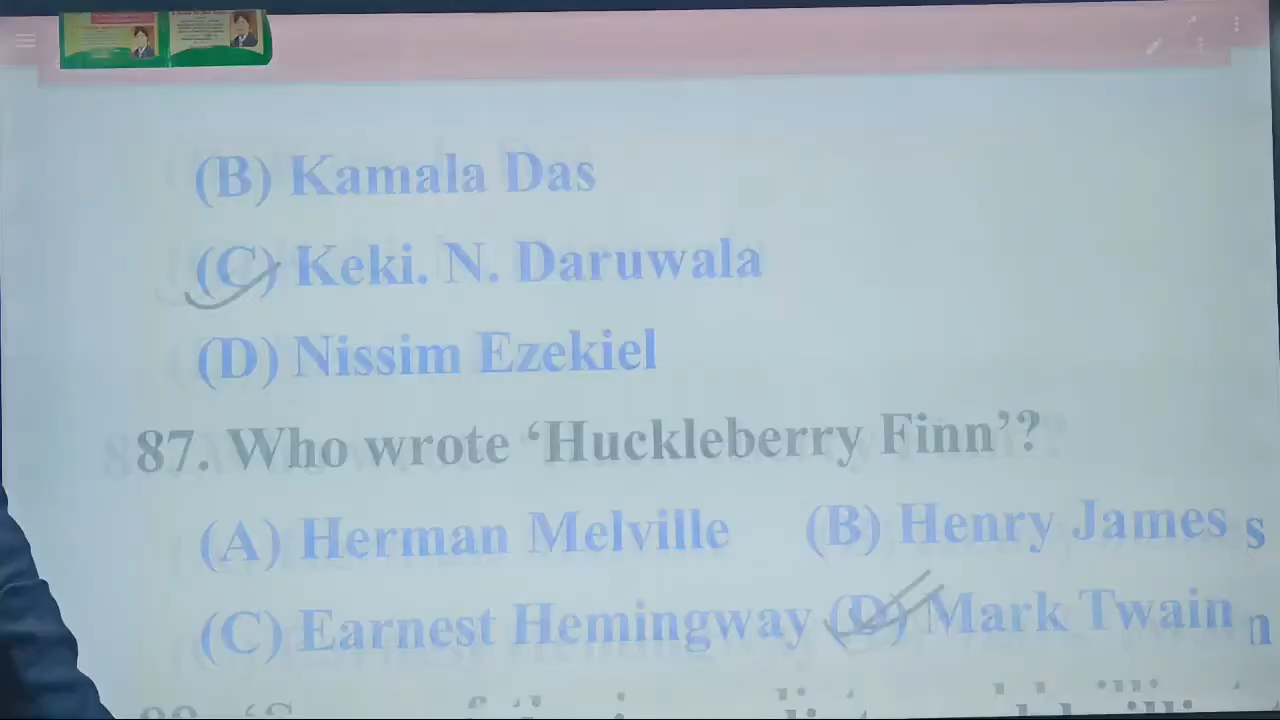 (B) Kamala Das
(C) Keki. N. Daruwala
(D) Nissim Ezekiel
87. Who wrote ‘Huckleberry Finn’?
(A) Herman Melville (B) Henry James s
(C) Earnest Hemingway (D) Mark Twain n